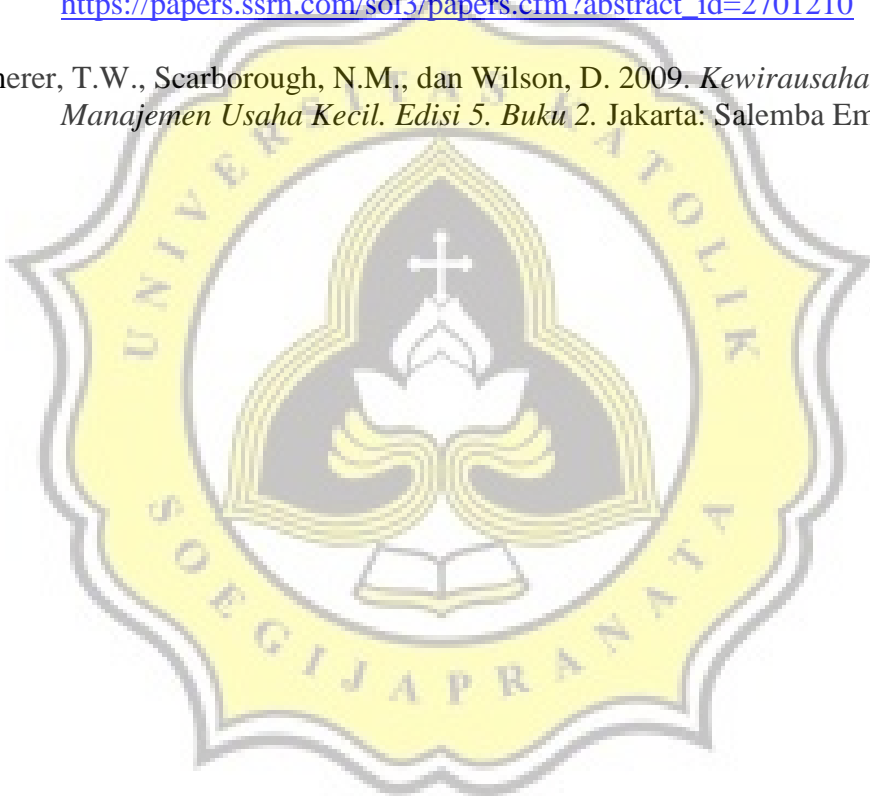 https://papers.ssrn.com/sol3/papers.cfm?abstract_id=2701210
erer, T.W., Scarborough, N.M., dan Wilson, D. 2009. Kewirausaha
Manajemen Usaha Kecil. Edisi 5. Buku 2. Jakarta: Salemba Em
UNIVERSITAS KATOLIK
SOEGIJAPRANATA